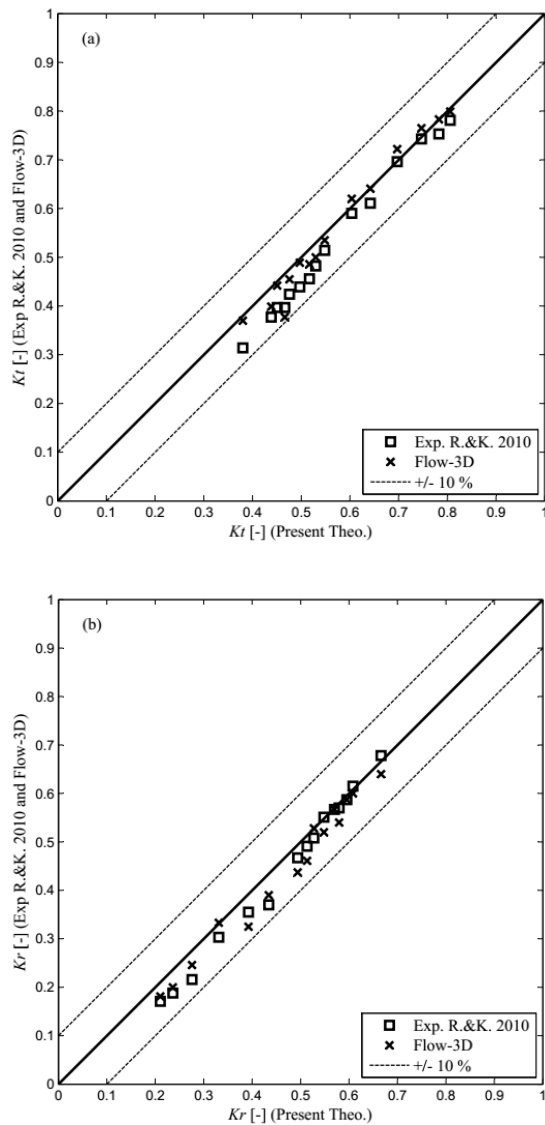 (a)
1
0.9
0.8
0.7
0.6
0.5
0.4
0.3
0.2
0.1
0
Kt [-] (Exp R.&K. 2010 and Flow-3D)
Exp. R.&K. 2010
Flow-3D
+/- 10 %
0 0.1 0.2 0.3 0.4 0.5 0.6 0.7 0.8 0.9 1
Kt [-] (Present Theo.)
(b)
1
0.9
0.8
0.7
0.6
0.5
0.4
0.3
0.2
0.1
0
Kr [-] (Exp R.&K. 2010 and Flow-3D)
Exp. R.&K. 2010
Flow-3D
+/- 10 %
0 0.1 0.2 0.3 0.4 0.5 0.6 0.7 0.8 0.9 1
Kr [-] (Present Theo.)